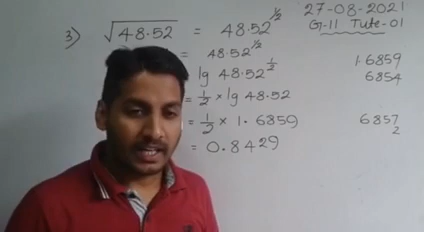 27-08-2021
G-11 Tute-01
3) √48.52 = 48.52^½
= 48.52^½
lg 48.52^½
= ½ × lg 48.52
= ½ × 1.6859
= 0.8429
1.6859
6854
6857
2